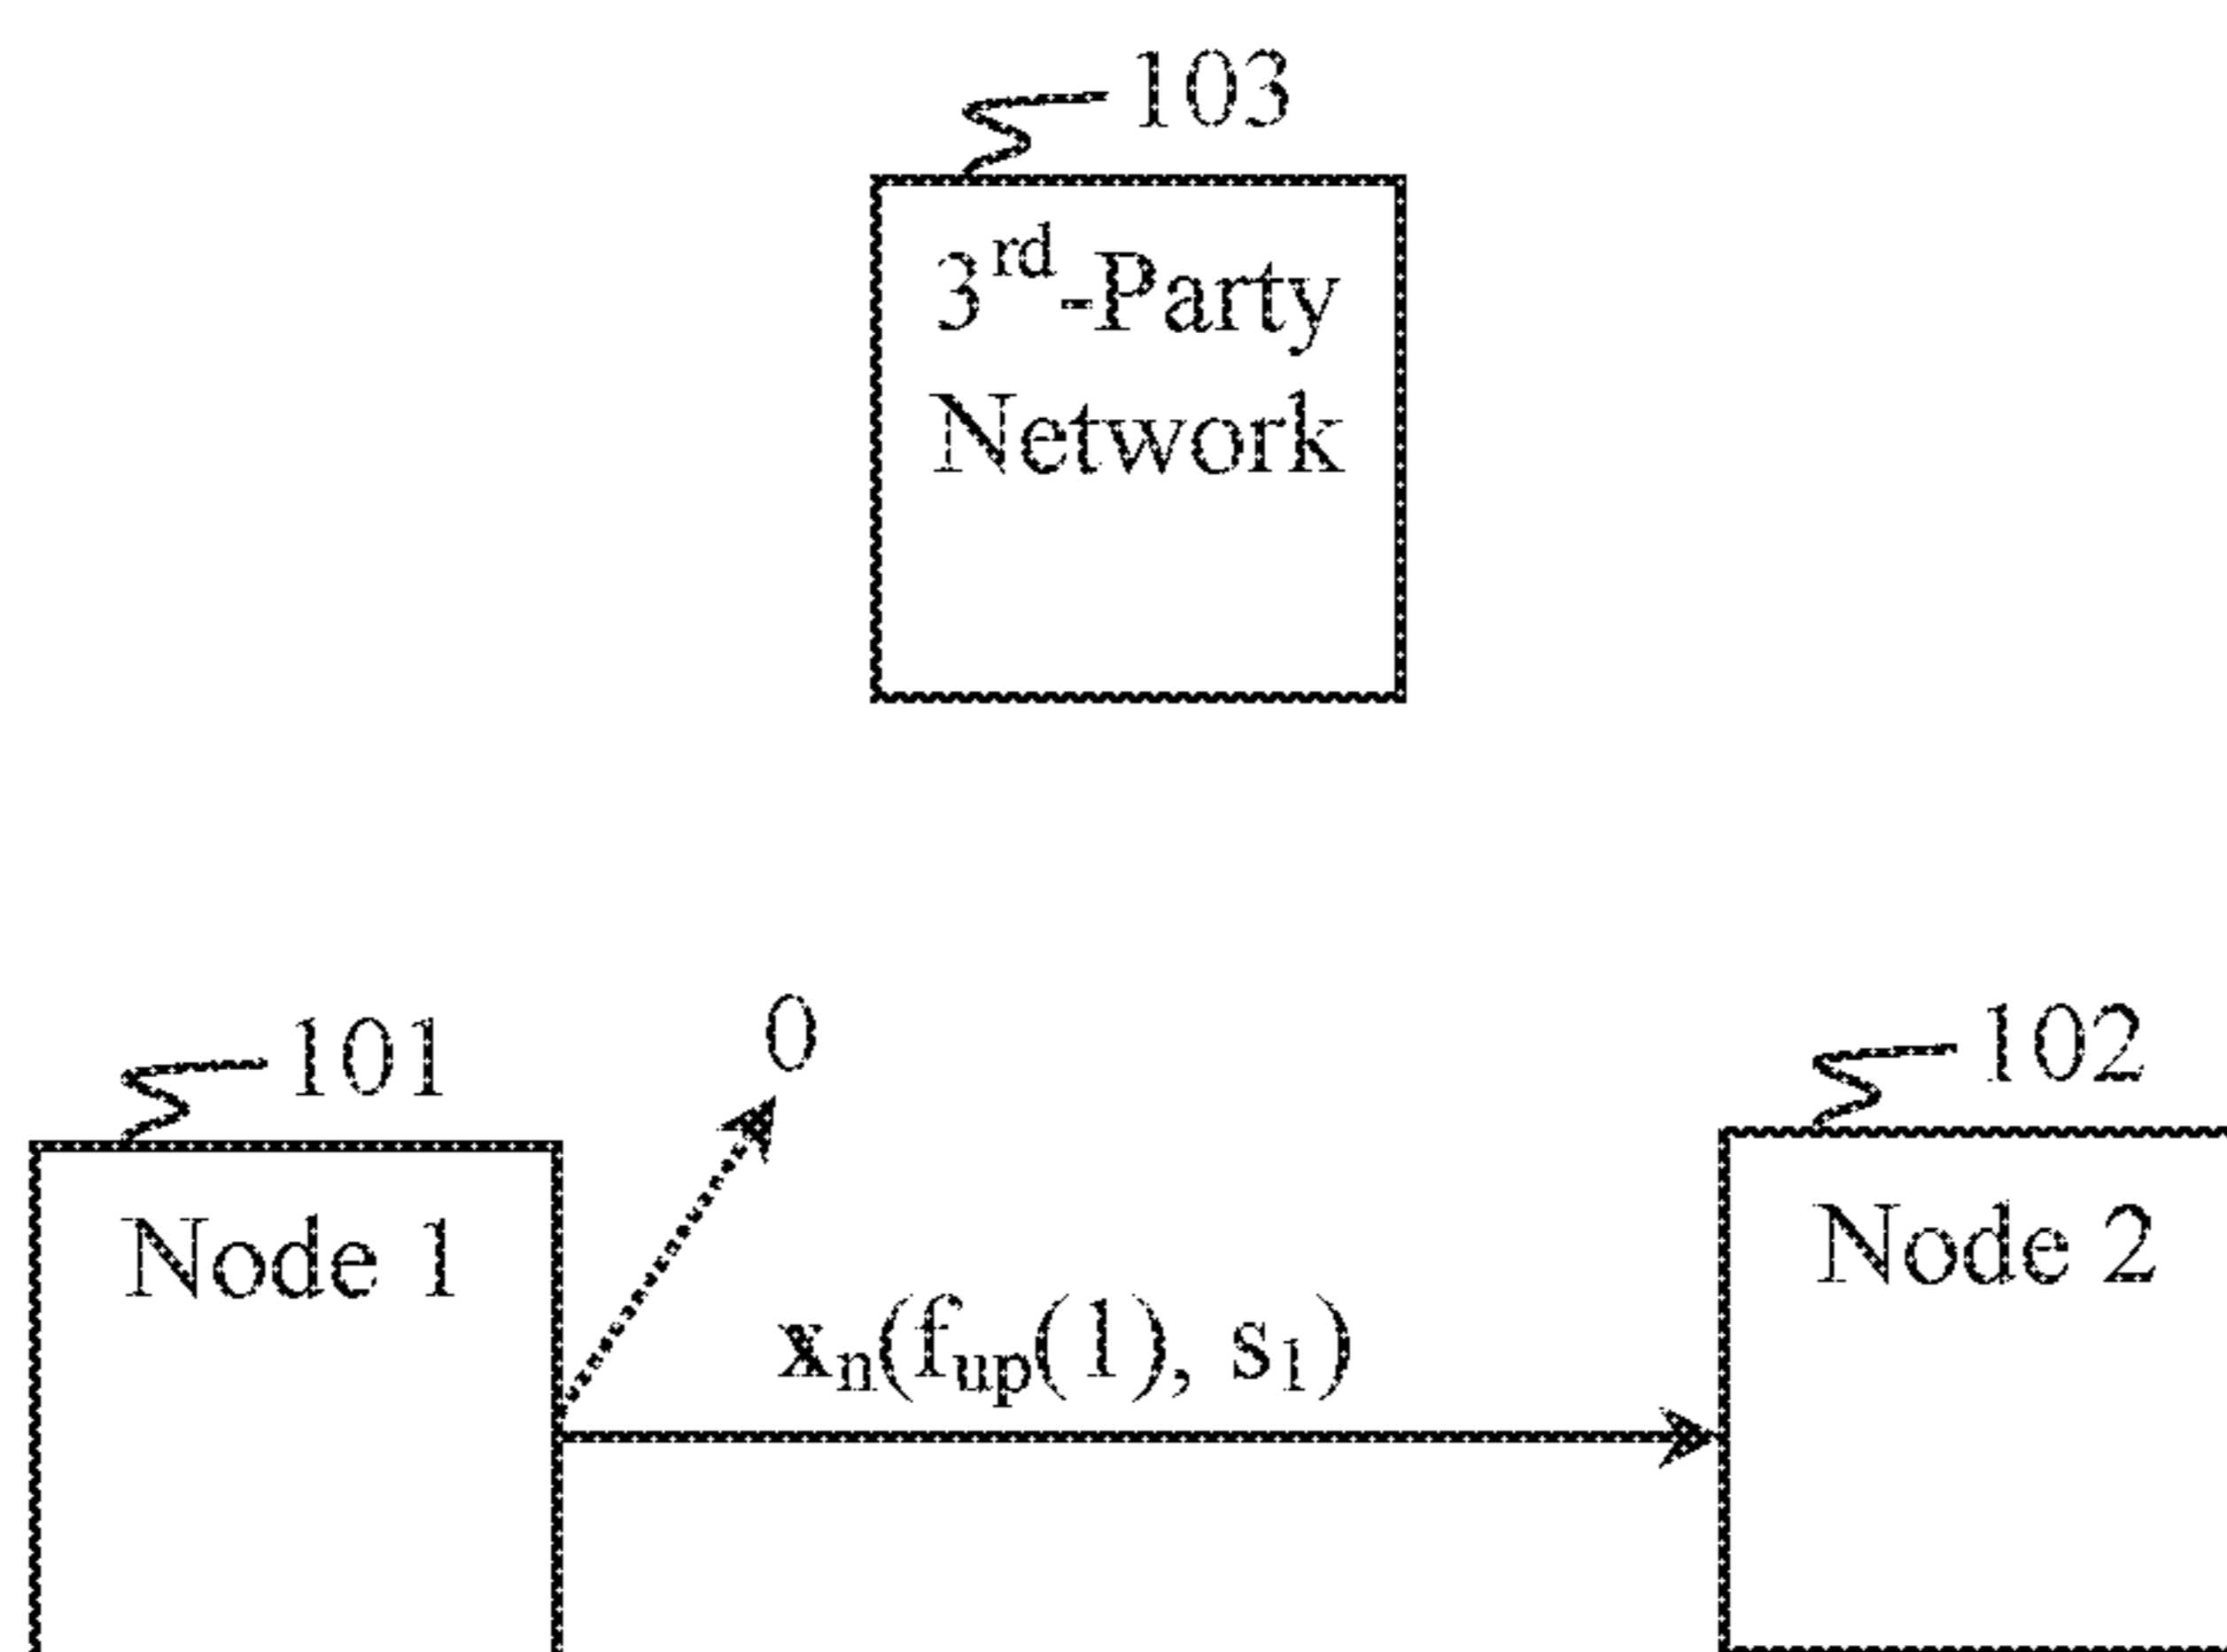 103
3rd-Party
Network
0
101
102
Node 1
Node 2
xn(fup(1), s1)